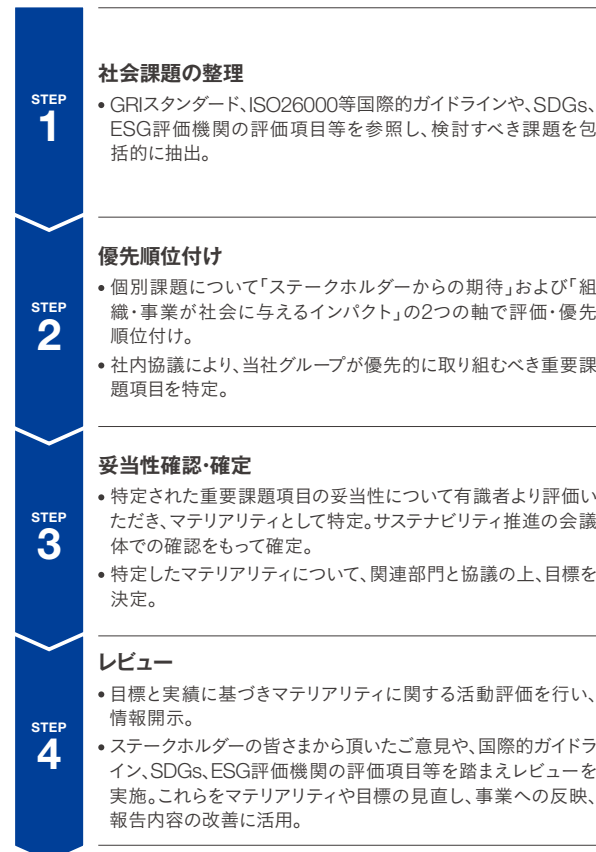 STEP
1
社会課題の整理
• GRIスタンダード、ISO26000等国際的ガイドラインや、SDGs、
ESG評価機関の評価項目等を参照し、検討すべき課題を包
括的に抽出。
STEP
2
優先順位付け
• 個別課題について「ステークホルダーからの期待」および「組
織・事業が社会に与えるインパクト」の2つの軸で評価・優先
順位付け。
• 社内協議により、当社グループが優先的に取り組むべき重要課
題項目を特定。
STEP
3
妥当性確認・確定
• 特定された重要課題項目の妥当性について有識者より評価い
ただき、マテリアリティとして特定。サステナビリティ推進の会議
体での確認をもって確定。
• 特定したマテリアリティについて、関連部門と協議の上、目標を
決定。
STEP
4
レビュー
• 目標と実績に基づきマテリアリティに関する活動評価を行い、
情報開示。
• ステークホルダーの皆さまから頂いたご意見や、国際的ガイドラ
イン、SDGs、ESG評価機関の評価項目等を踏まえレビューを
実施。これらをマテリアリティや目標の見直し、事業への反映、
報告内容の改善に活用。